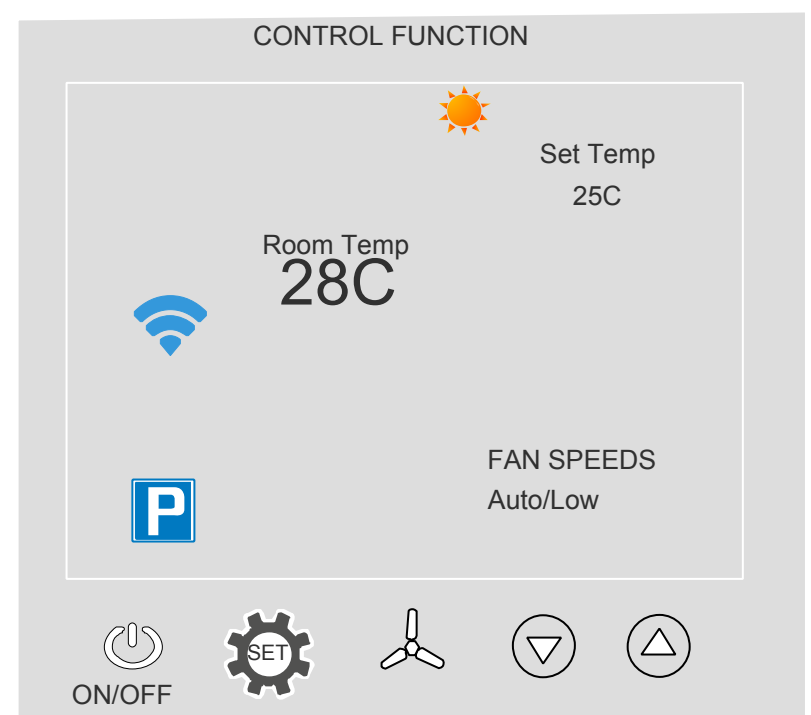 CONTROL FUNCTION
Set Temp
25C
Room Temp
28C
FAN SPEEDS
Auto/Low
P
SET
ON/OFF